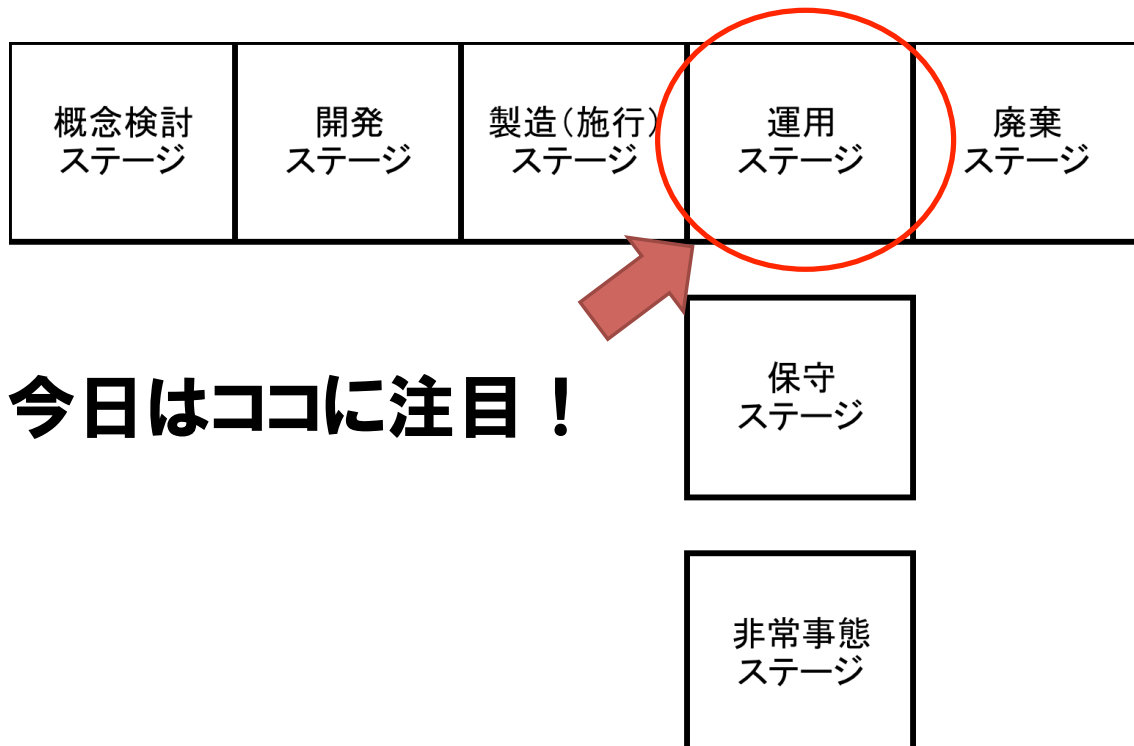 概念検討
ステージ
開発
ステージ
製造(施行)
ステージ
運用
ステージ
廃棄
ステージ
今日はココに注目!
保守
ステージ
非常事態
ステージ